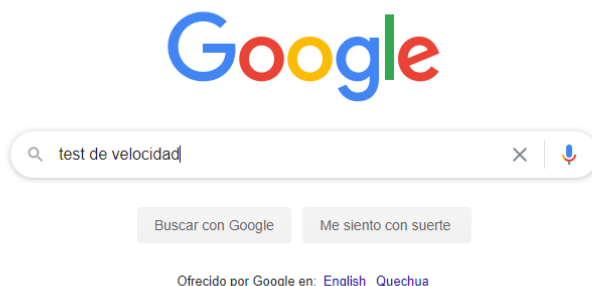 Google
test de velocidad
Buscar con Google Me siento con suerte
Ofrecido por Google en: English Quechua